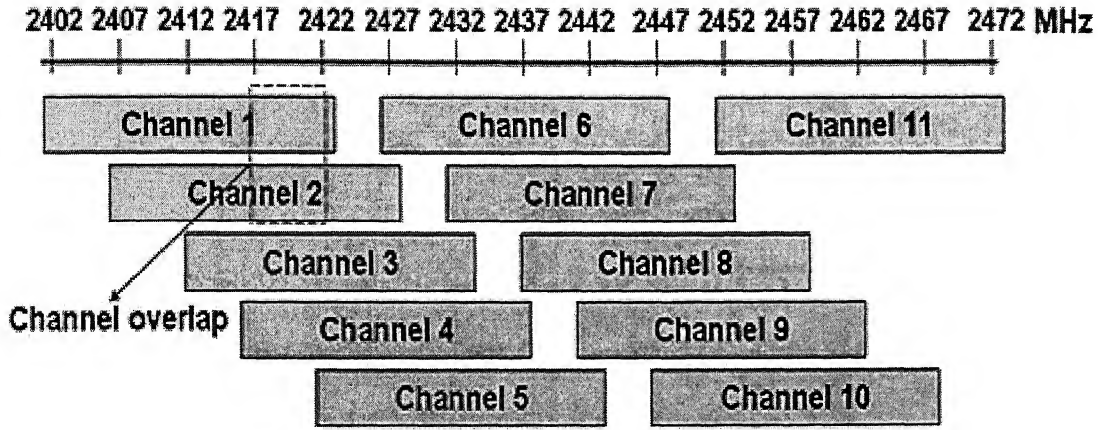 2402 2407 2412 2417 2422 2427 2432 2437 2442 2447 2452 2457 2462 2467 2472 MHz
Channel 1 Channel 6 Channel 11
Channel 2 Channel 7
Channel 3 Channel 8
Channel overlap
Channel 4 Channel 9
Channel 5 Channel 10